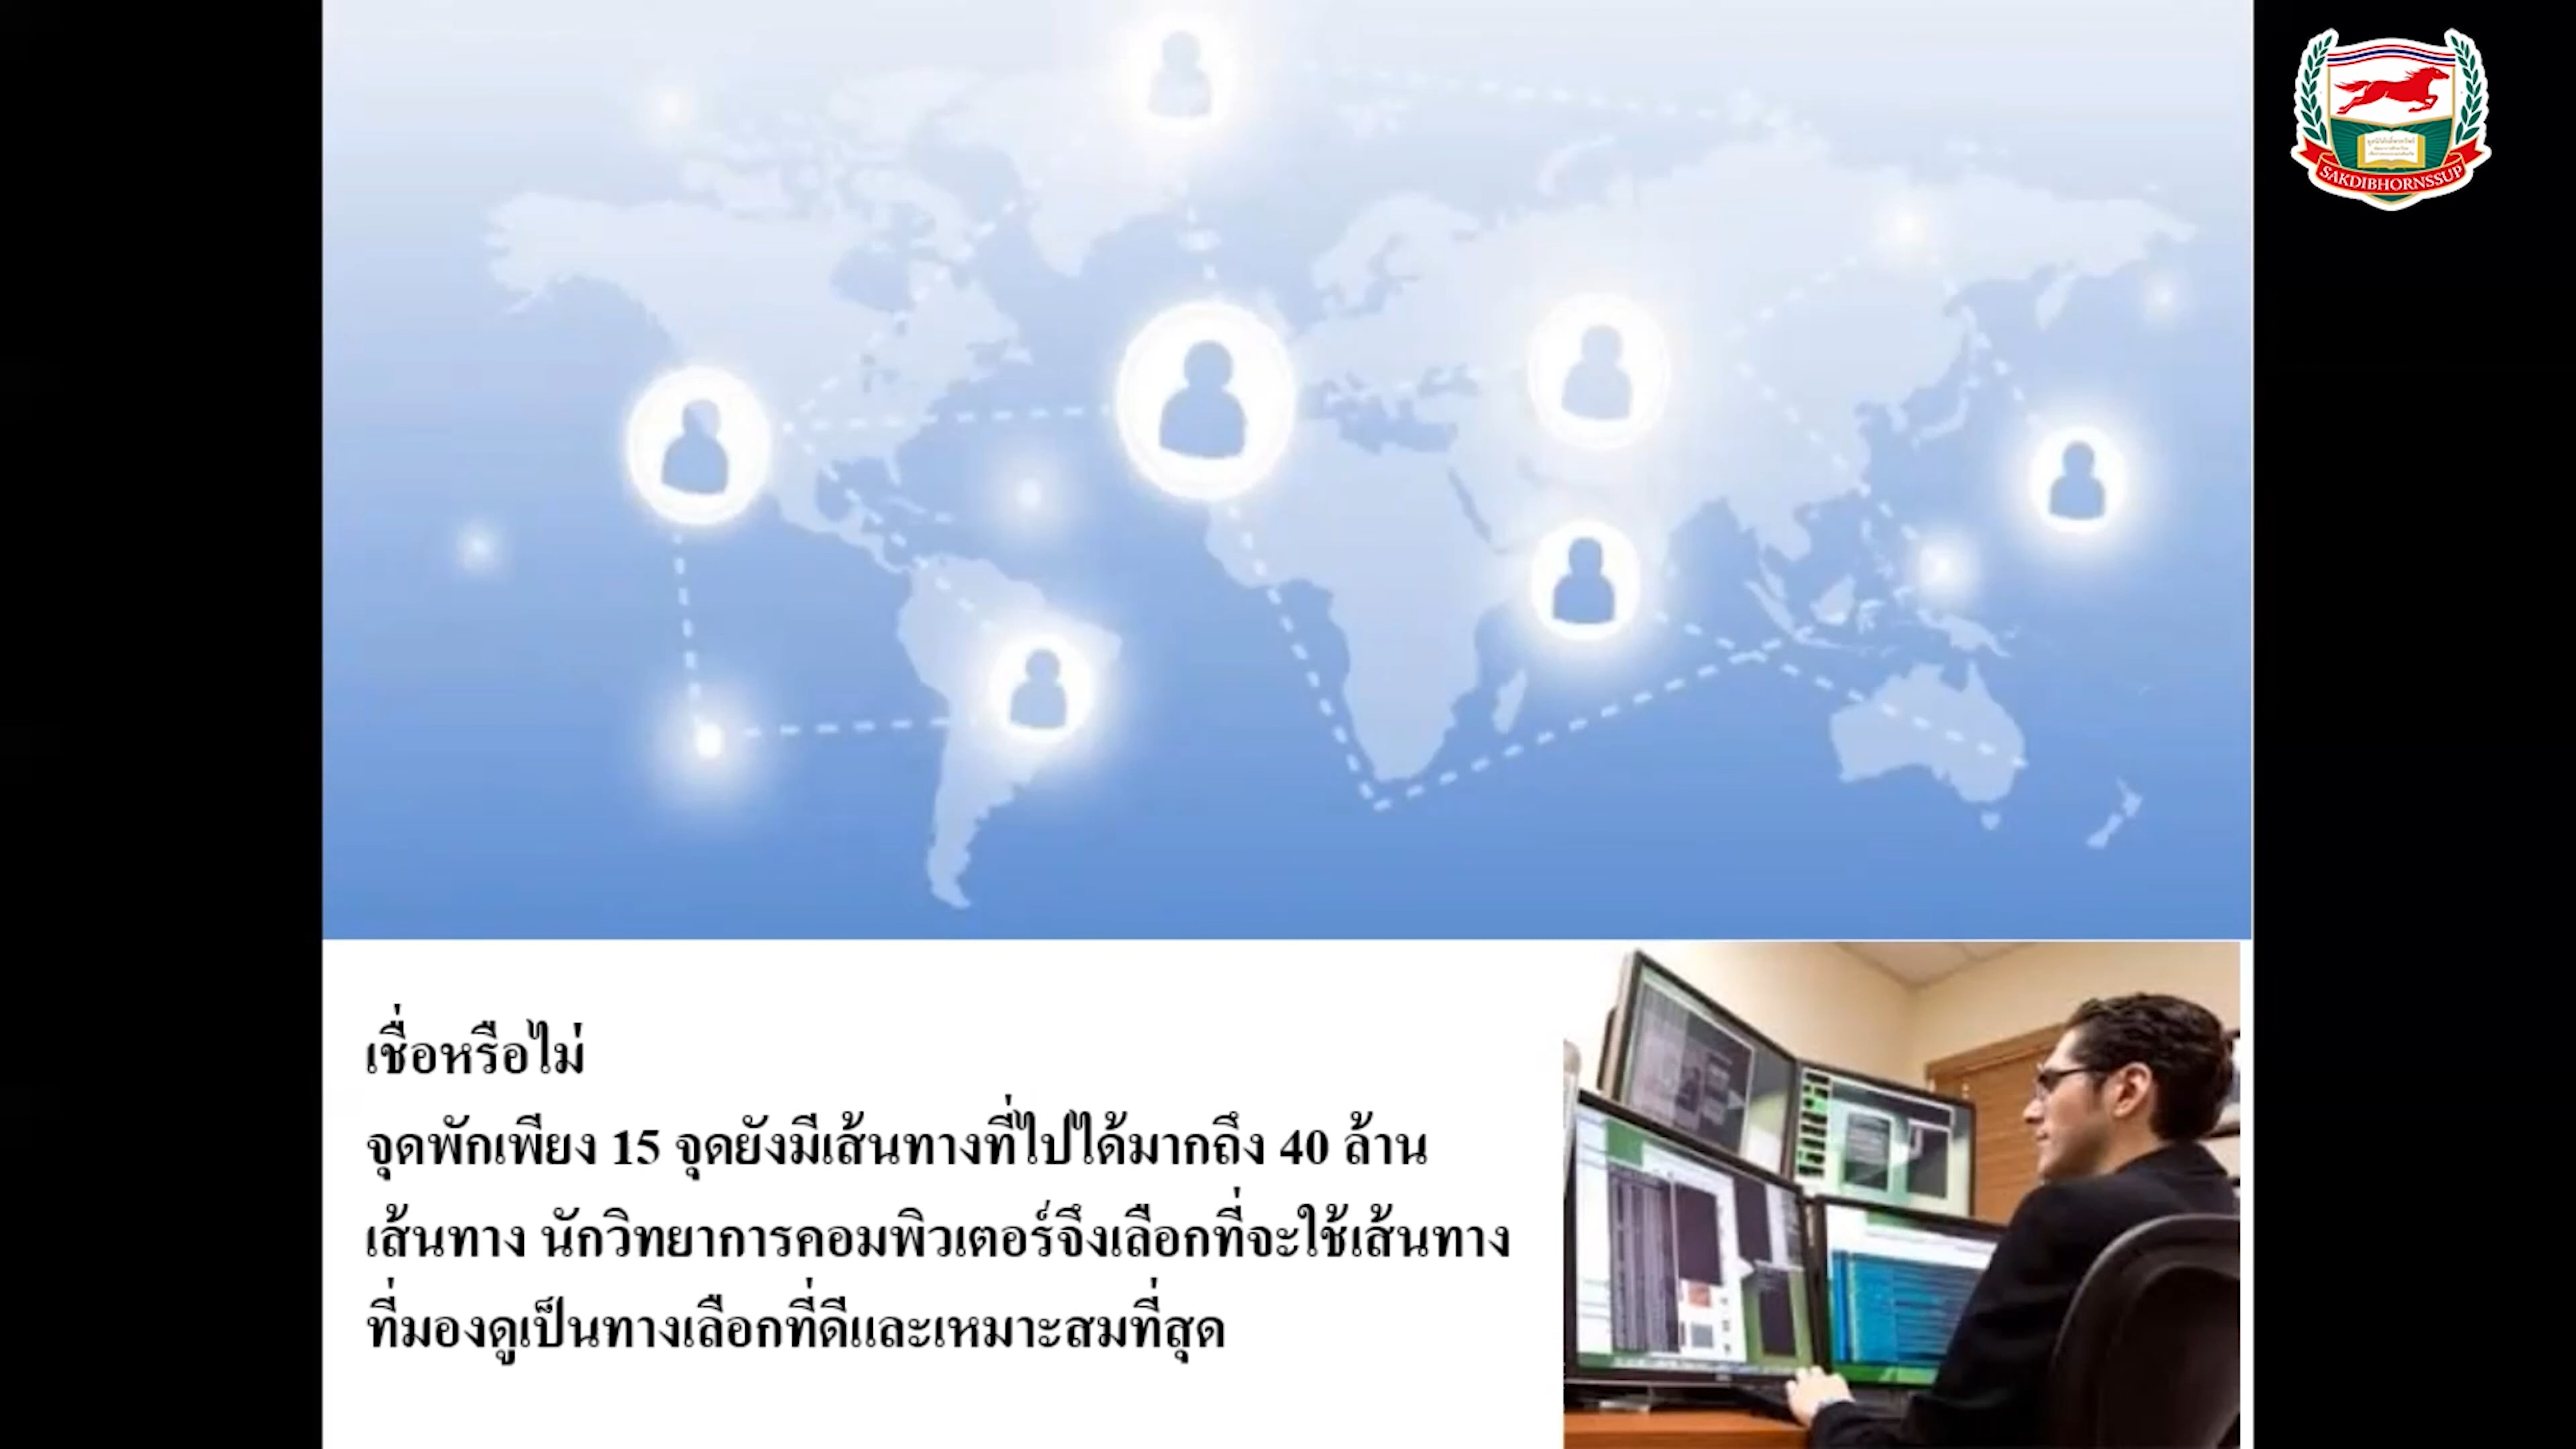 SAKDIBHORNSSUP
เชื่อหรือไม่
จุดพักเพียง 15 จุดยังมีเส้นทางที่ไปได้มากถึง 40 ล้าน
เส้นทาง นักวิทยาการคอมพิวเตอร์จึงเลือกที่จะใช้เส้นทาง
ที่มองดูเป็นทางเลือกที่ดีและเหมาะสมที่สุด